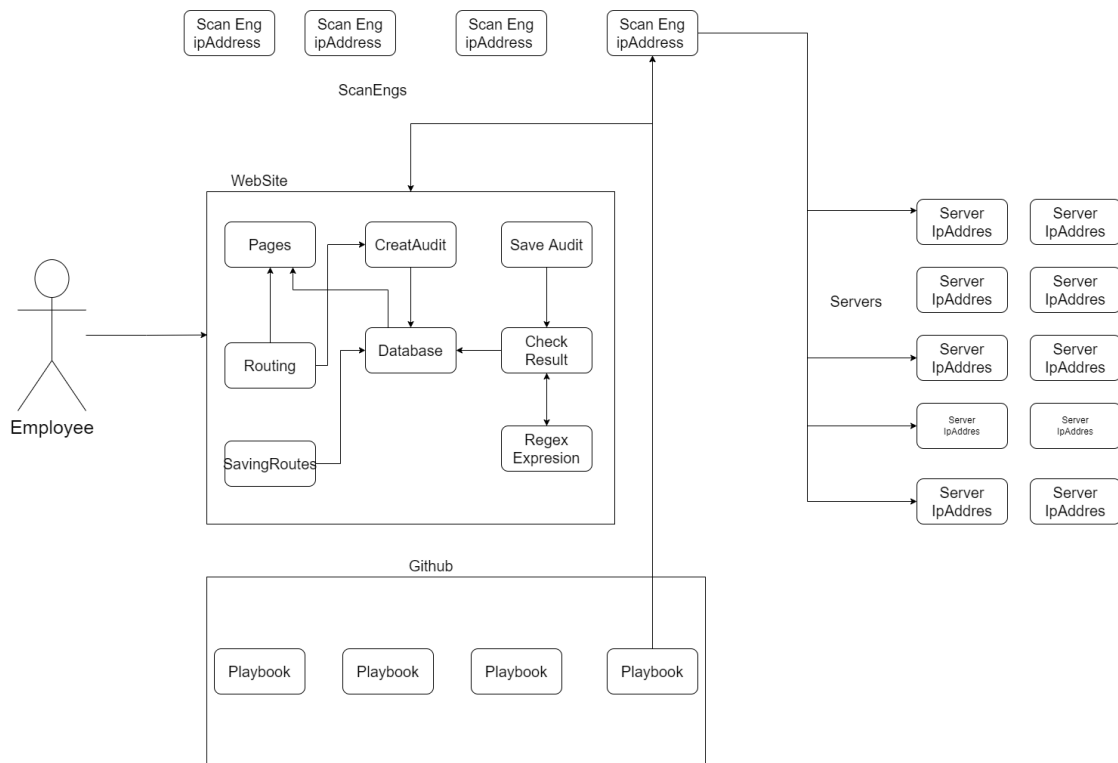 Scan Eng
ipAddress
Scan Eng
ipAddress
Scan Eng
ipAddress
Scan Eng
ipAddress
ScanEngs
WebSite
Pages
CreatAudit
Save Audit
Routing
Database
Check
Result
SavingRoutes
Regex
Expresion
Employee
Servers
Server
IpAddres
Server
IpAddres
Server
IpAddres
Server
IpAddres
Server
IpAddres
Server
IpAddres
Server
IpAddres
Server
IpAddres
Server
IpAddres
Server
IpAddres
Github
Playbook
Playbook
Playbook
Playbook